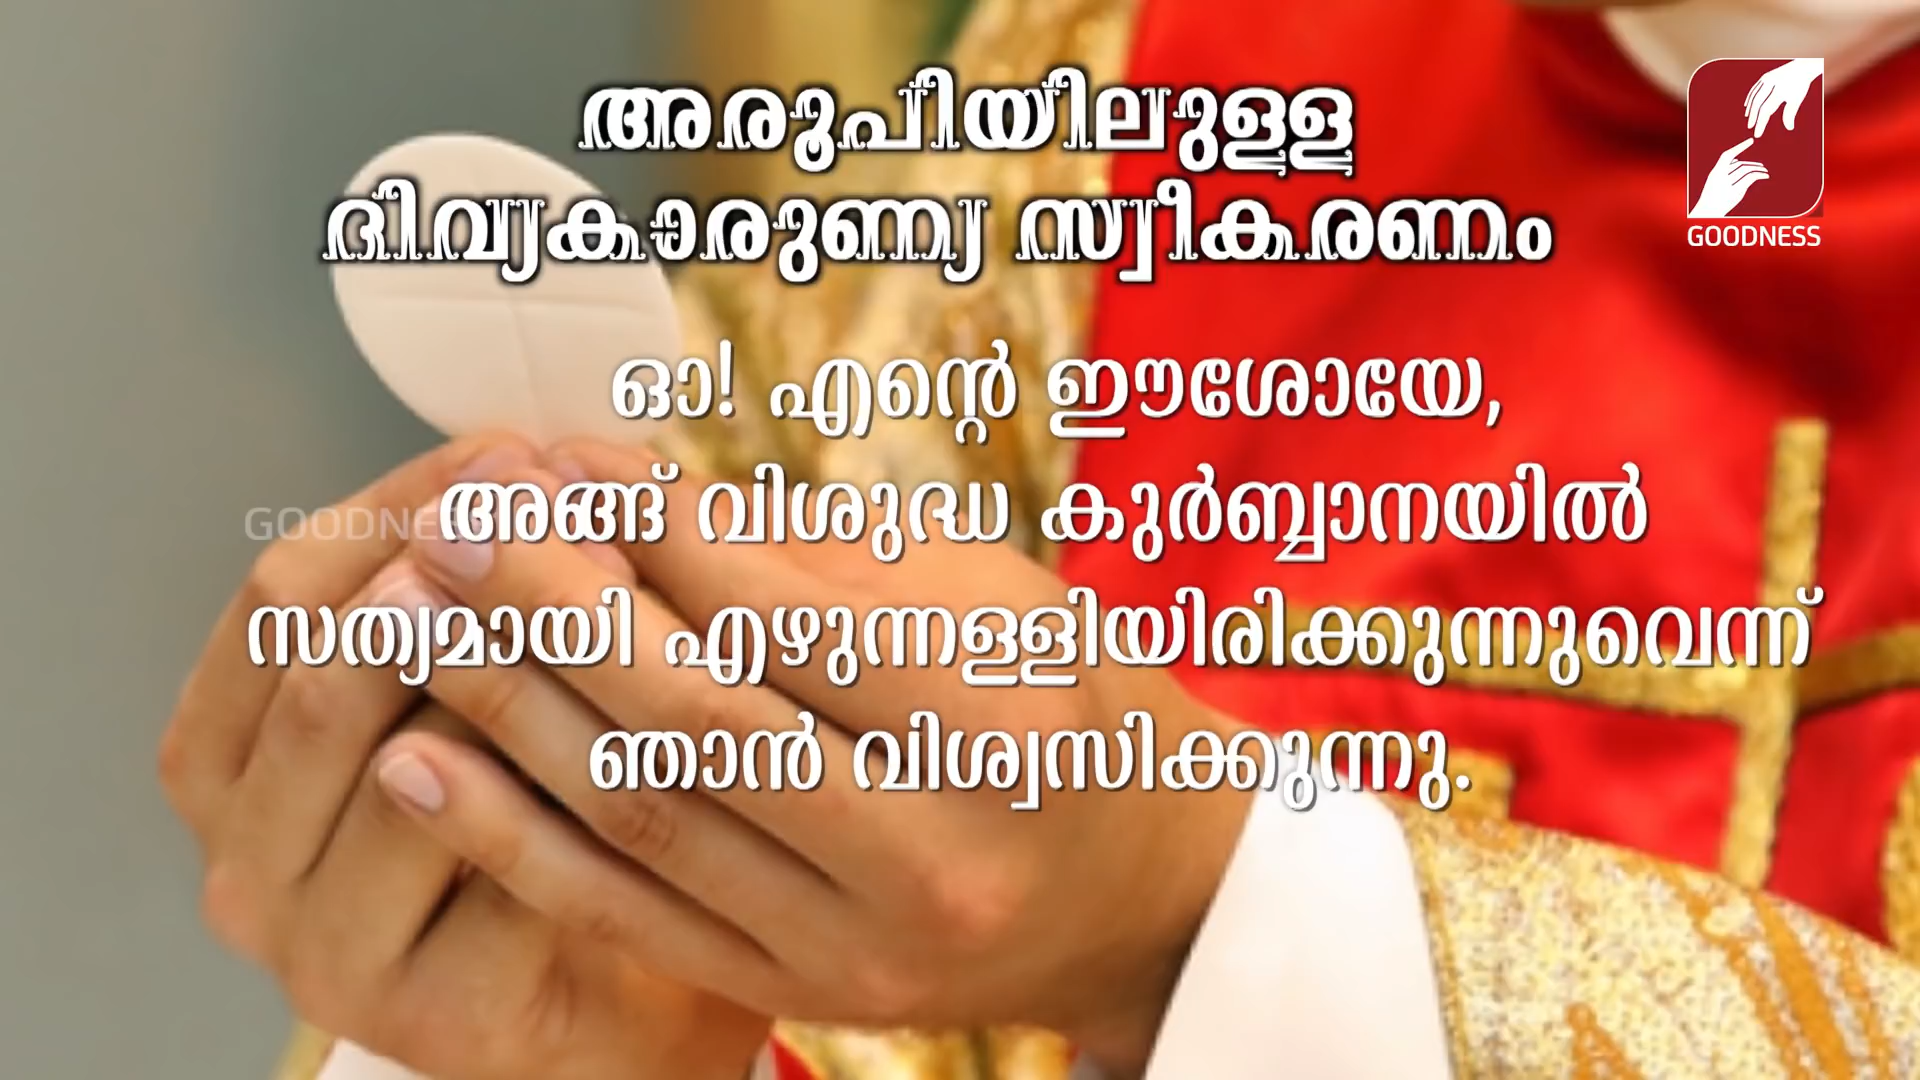 അരൂപിയിലുള്ള
ദിവ്യകാരുണ്യ സ്വീകരണം
GOODNESS
ഓ! എന്റെ ഈശോയേ,
അങ്ങ് വിശുദ്ധ കുർബ്ബാനയിൽ
സത്യമായി എഴുന്നള്ളിയിരിക്കുന്നുവെന്ന്
ഞാൻ വിശ്വസിക്കുന്നു.